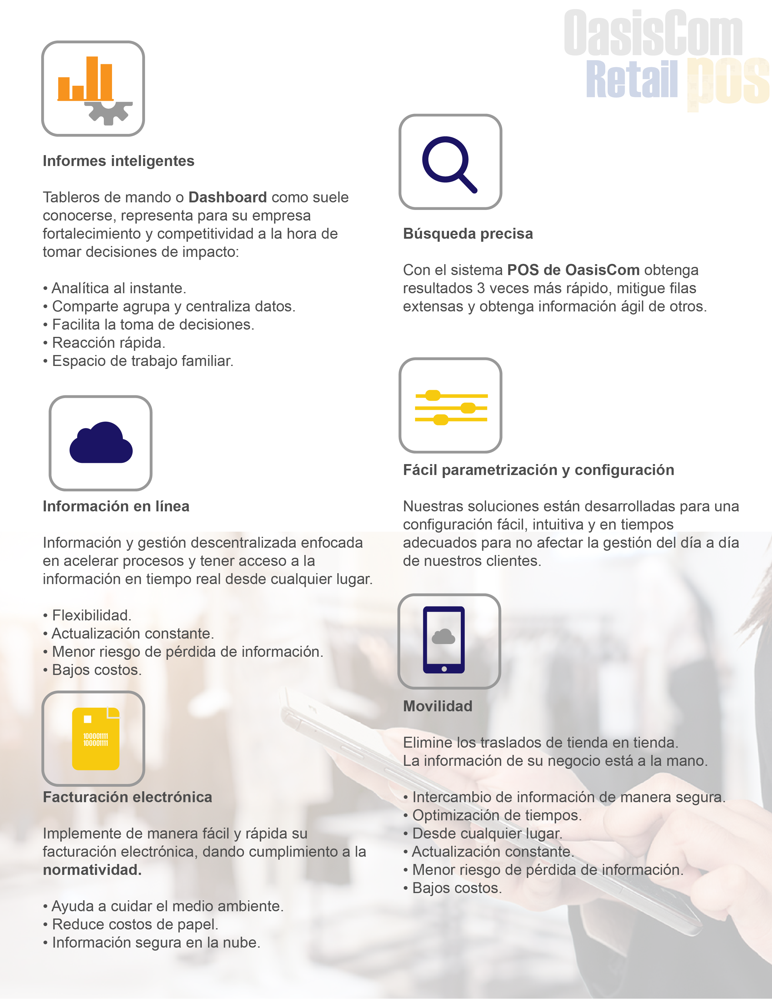 OasisCom
Retail pos
Informes inteligentes
Tableros de mando o Dashboard como suele
conocerse, representa para su empresa
fortalecimiento y competitividad a la hora de
tomar decisiones de impacto:
• Analítica al instante.
• Comparte agrupa y centraliza datos.
• Facilita la toma de decisiones.
• Reacción rápida.
• Espacio de trabajo familiar.
Información en línea
Información y gestión descentralizada enfocada
en acelerar procesos y tener acceso a la
información en tiempo real desde cualquier lugar.
• Flexibilidad.
• Actualización constante.
• Menor riesgo de pérdida de información.
• Bajos costos.
100001111
100001111
Facturación electrónica
Implemente de manera fácil y rápida su
facturación electrónica, dando cumplimiento a la
normatividad.
• Ayuda a cuidar el medio ambiente.
• Reduce costos de papel.
• Información segura en la nube.
Búsqueda precisa
Con el sistema POS de OasisCom obtenga
resultados 3 veces más rápido, mitigue filas
extensas y obtenga información ágil de otros.
Fácil parametrización y configuración
Nuestras soluciones están desarrolladas para una
configuración fácil, intuitiva y en tiempos
adecuados para no afectar la gestión del día a día
de nuestros clientes.
Movilidad
Elimine los traslados de tienda en tienda.
La información de su negocio está a la mano.
• Intercambio de información de manera segura.
• Optimización de tiempos.
• Desde cualquier lugar.
• Actualización constante.
• Menor riesgo de pérdida de información.
• Bajos costos.